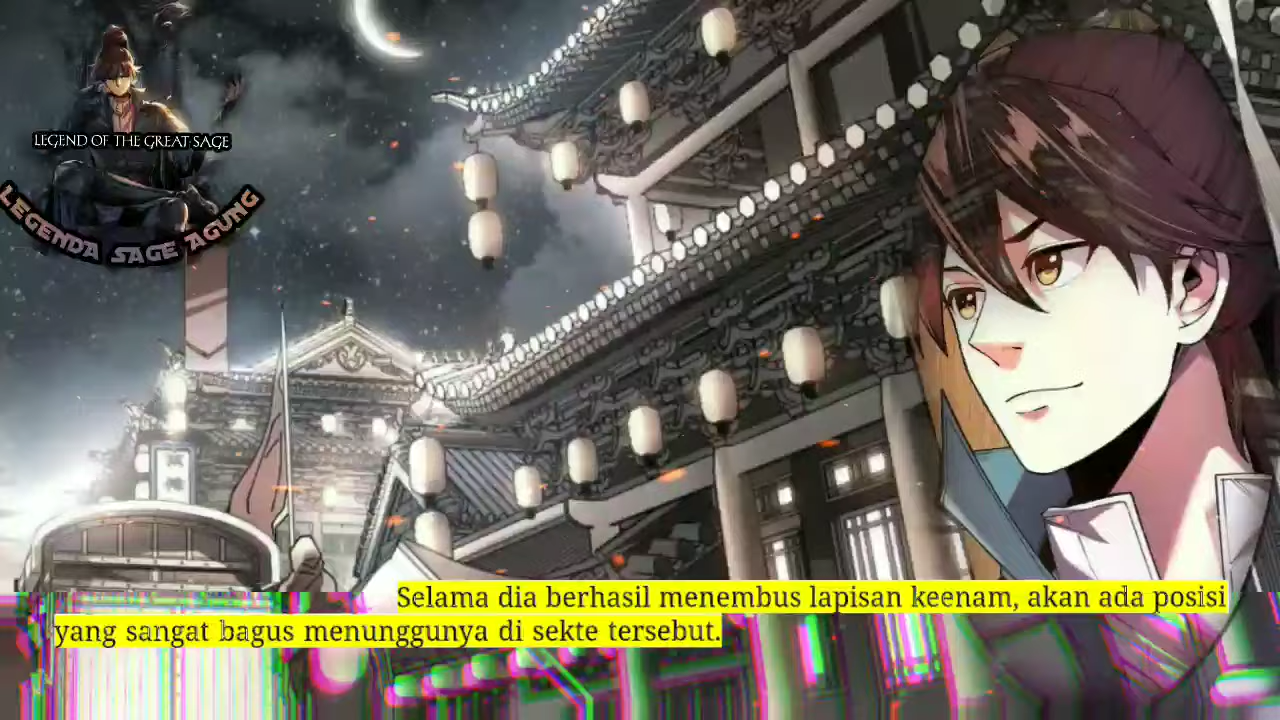 LEGEND OF THE GREAT SAGE
LEGENDA SAGE AGUNG
Selama dia berhasil menembus lapisan keenam, akan ada posisi
yang sangat bagus menunggunya di sekte tersebut.